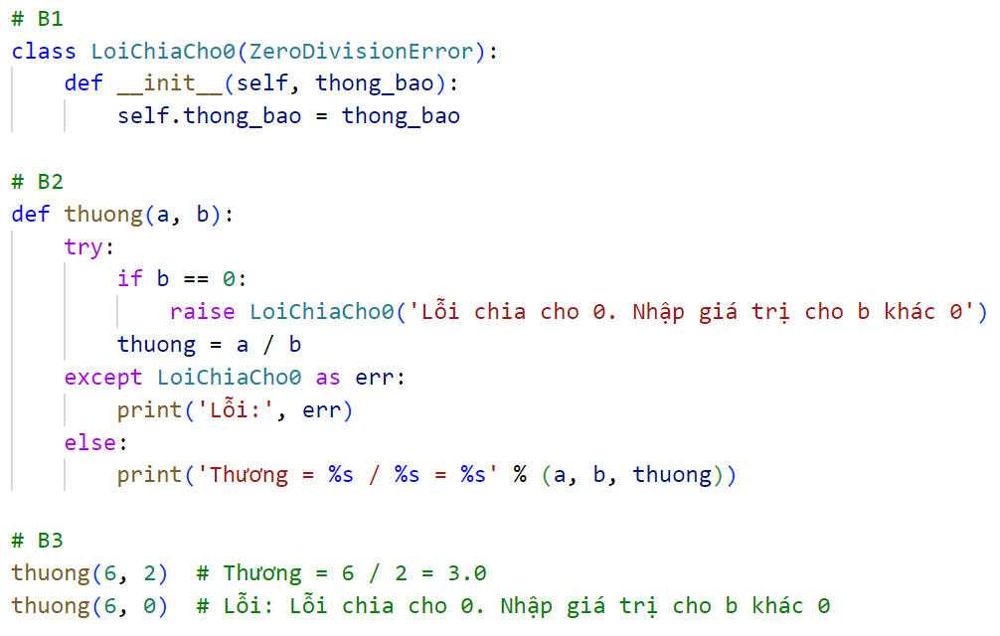 # B1
class LoiChiaCho0(ZeroDivisionError):
    def __init__(self, thong_bao):
        self.thong_bao = thong_bao

# B2
def thuong(a, b):
    try:
        if b == 0:
            raise LoiChiaCho0('Lỗi chia cho 0. Nhập giá trị cho b khác 0')
        thuong = a / b
    except LoiChiaCho0 as err:
        print('Lỗi:', err)
    else:
        print('Thương = %s / %s = %s' % (a, b, thuong))

# B3
thuong(6, 2)  # Thương = 6 / 2 = 3.0
thuong(6, 0)  # Lỗi: Lỗi chia cho 0. Nhập giá trị cho b khác 0